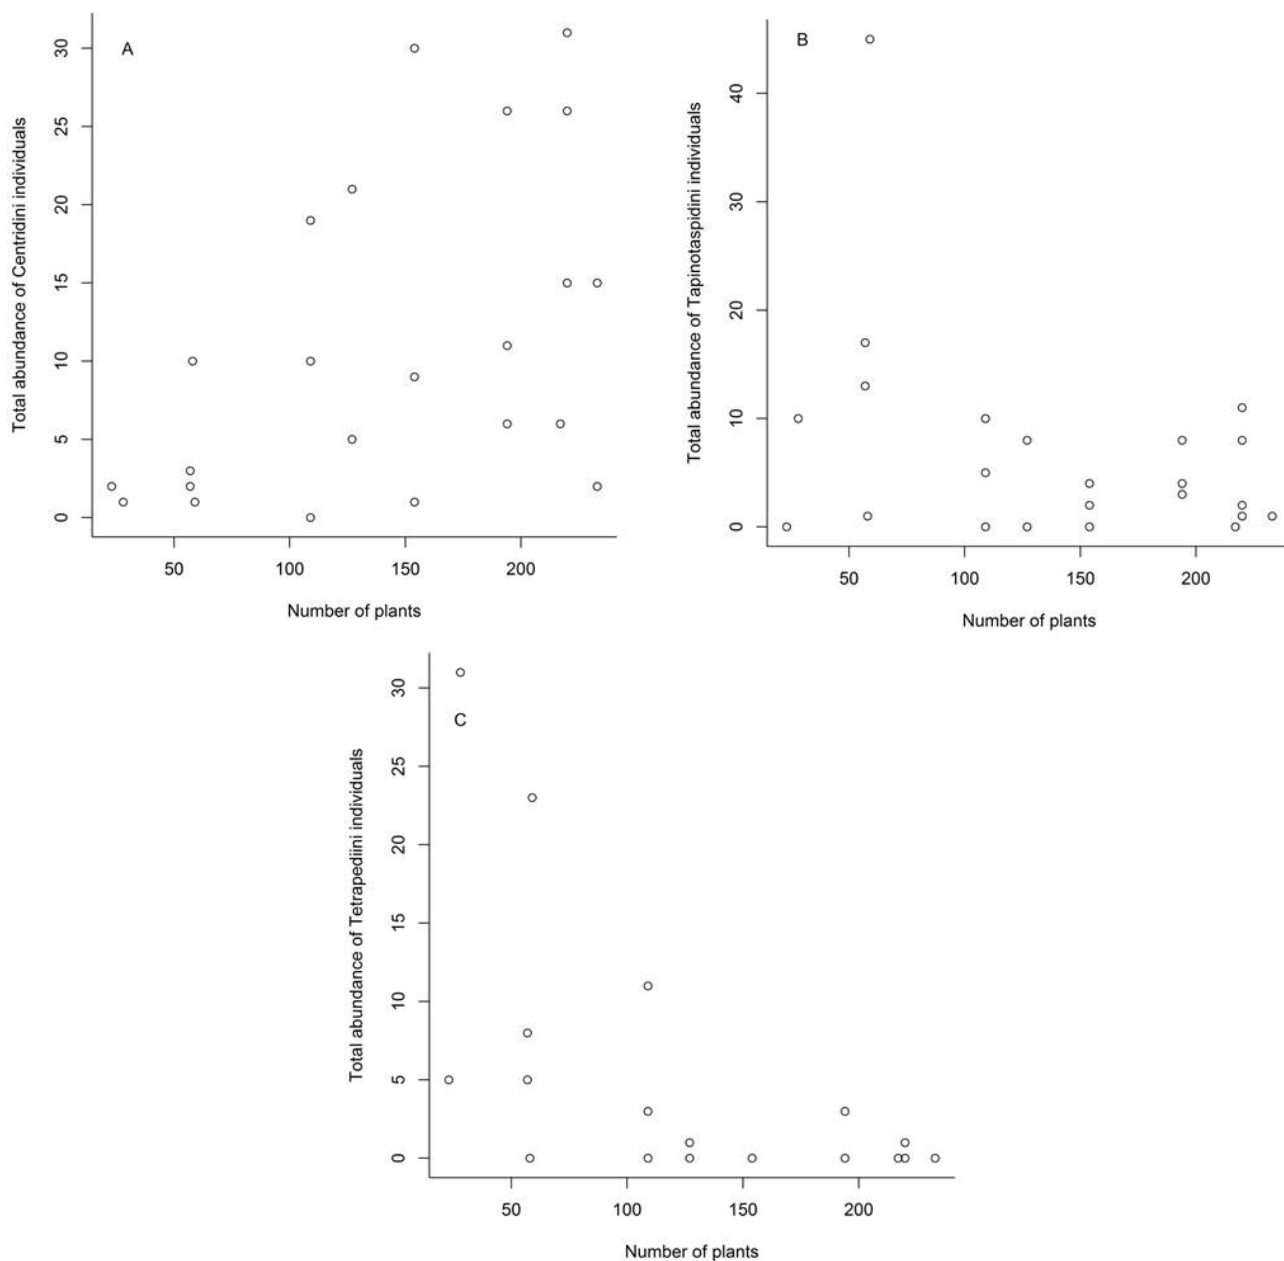 A
Total abundance of Centridini individuals
30
25
20
15
10
5
0
50 100 150 200
Number of plants
B
Total abundance of Tapinotaspidini individuals
40
30
20
10
0
50 100 150 200
Number of plants
C
Total abundance of Tetrapediini individuals
30
25
20
15
10
5
0
50 100 150 200
Number of plants